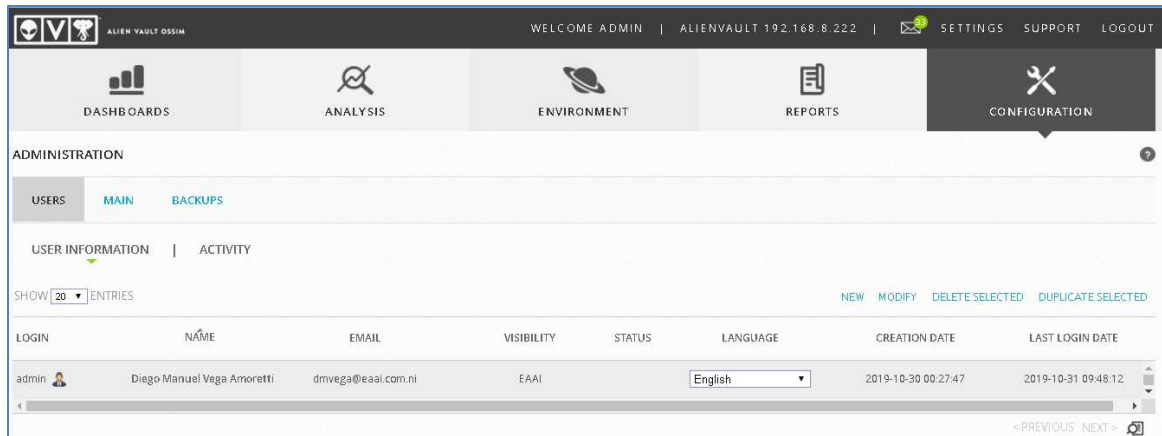 ALIEN VAULT OSSIM WELCOME ADMIN | ALIENVAULT 192.168.8.222 | 33 SETTINGS SUPPORT LOGOUT
DASHBOARDS ANALYSIS ENVIRONMENT REPORTS CONFIGURATION
ADMINISTRATION ?
USERS MAIN BACKUPS
USER INFORMATION | ACTIVITY
SHOW 20 ENTRIES NEW MODIFY DELETE SELECTED DUPLICATE SELECTED
LOGIN NAME EMAIL VISIBILITY STATUS LANGUAGE CREATION DATE LAST LOGIN DATE
admin Diego Manuel Vega Amoretti dmvega@eaai.com.ni EAAI English 2019-10-30 00:27:47 2019-10-31 09:48:12
< PREVIOUS NEXT >